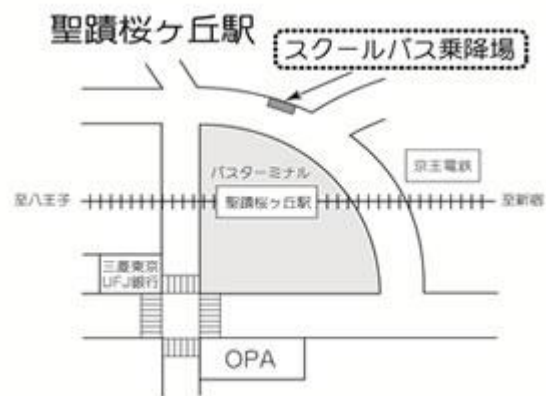 聖蹟桜ヶ丘駅
スクールバス乗降場
バスターミナル
京王電鉄
至八王子
聖蹟桜ヶ丘駅
至新宿
三菱東京
UFJ銀行
OPA